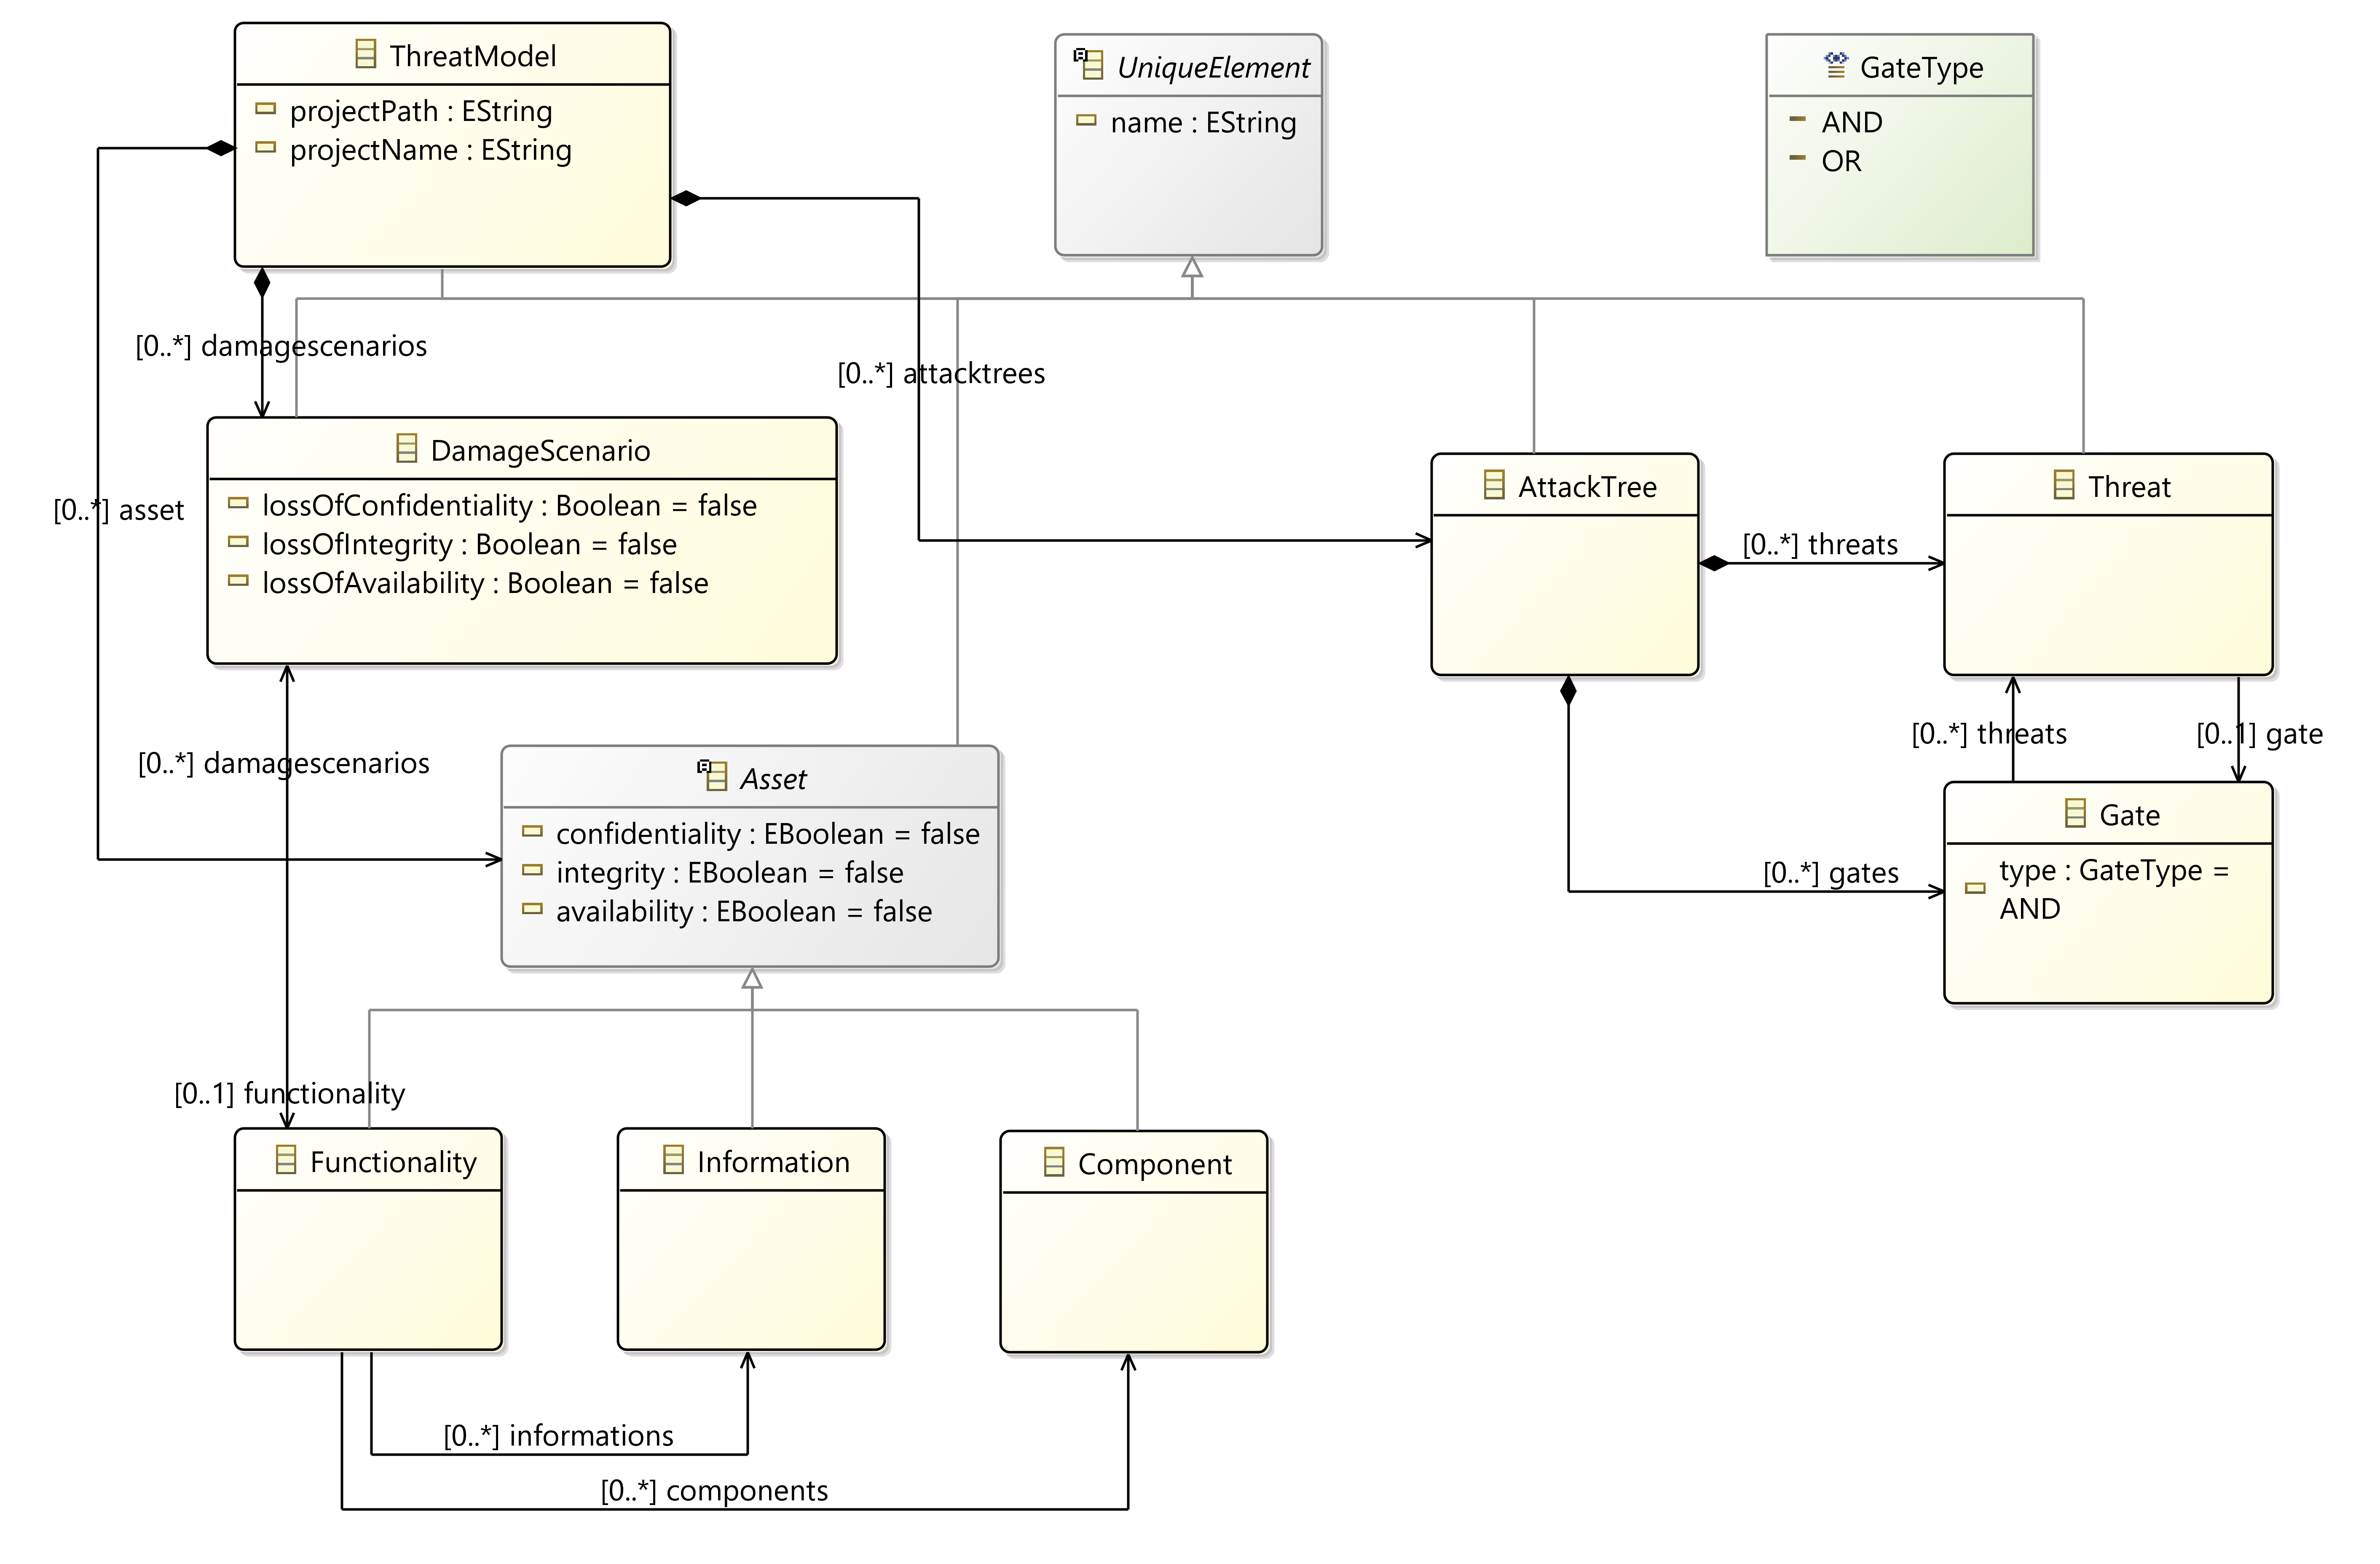 ThreatModel
projectPath : EString
projectName : EString
UniqueElement
name : EString
GateType
AND
OR
[0..*] damagescenarios
[0..*] attacktrees
[0..*] asset
DamageScenario
lossOfConfidentiality : Boolean = false
lossOfIntegrity : Boolean = false
lossOfAvailability : Boolean = false
AttackTree
[0..*] threats
Threat
[0..*] damagescenarios
[0..*] threats
[0..1] gate
Asset
confidentiality : EBoolean = false
integrity : EBoolean = false
availability : EBoolean = false
[0..*] gates
Gate
type : GateType =
AND
[0..1] functionality
Functionality
Information
Component
[0..*] informations
[0..*] components